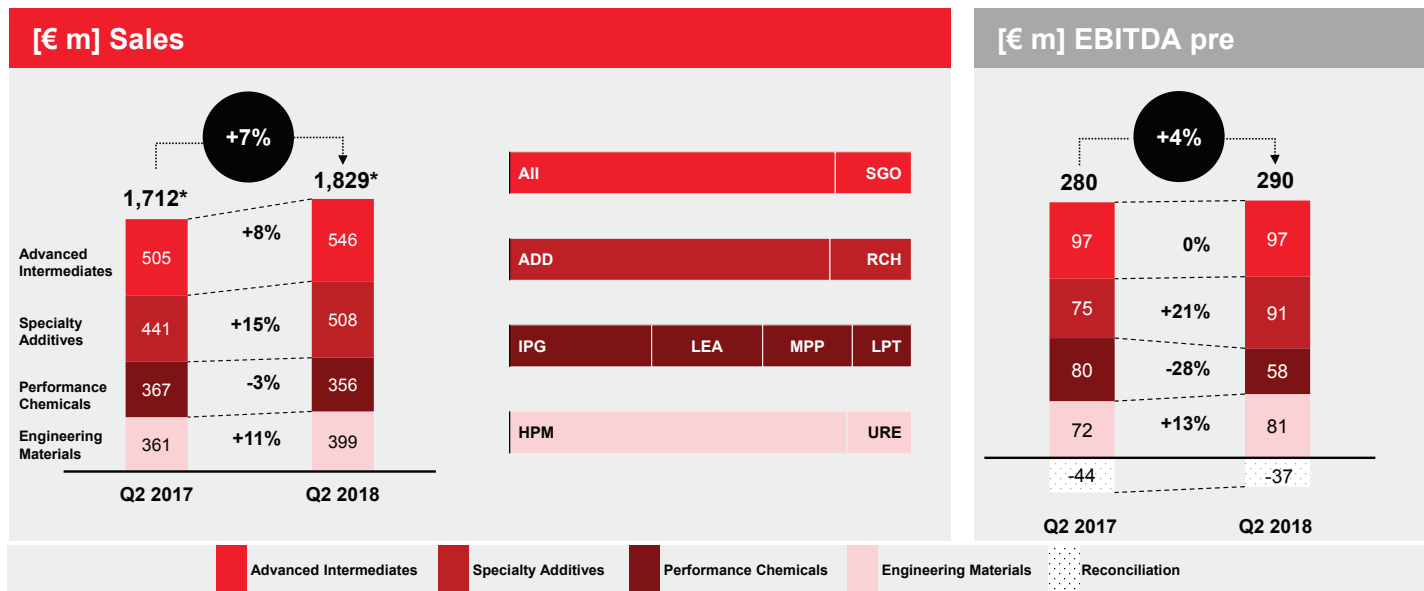 [€ m] Sales
+7%
1,712*
1,829*
Advanced
Intermediates
505
+8%
546
Specialty
Additives
441
+15%
508
Performance
Chemicals
367
-3%
356
Engineering
Materials
361
+11%
399
Q2 2017
Q2 2018
AII SGO
ADD RCH
IPG LEA MPP LPT
HPM URE
[€ m] EBITDA pre
+4%
280
290
97
0%
97
75
+21%
91
80
-28%
58
72
+13%
81
-44
-37
Q2 2017
Q2 2018
Advanced Intermediates Specialty Additives Performance Chemicals Engineering Materials Reconciliation